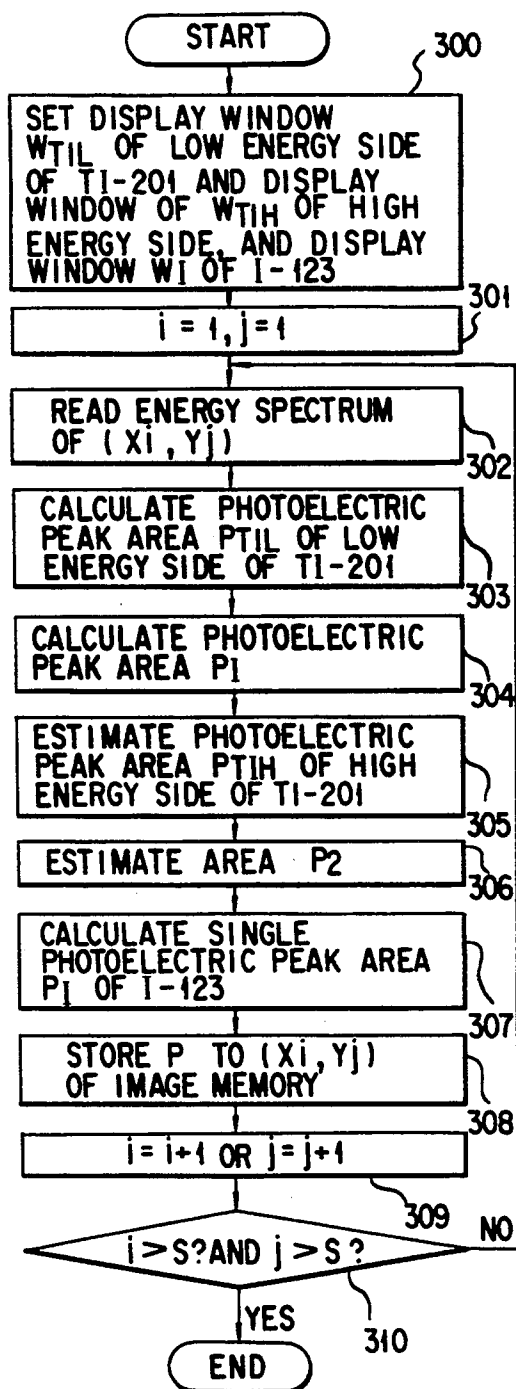 START
300
SET DISPLAY WINDOW
WTIL OF LOW ENERGY SIDE
OF TI-201 AND DISPLAY
WINDOW OF WTIH OF HIGH
ENERGY SIDE, AND DISPLAY
WINDOW WI OF I-123
301
i = 1, j=1
READ ENERGY SPECTRUM
OF (Xi, Yj)
302
CALCULATE PHOTOELECTRIC
PEAK AREA PTIL OF LOW
ENERGY SIDE OF TI-201
303
CALCULATE PHOTOELECTRIC
PEAK AREA PI
304
ESTIMATE PHOTOELECTRIC
PEAK AREA PTIH OF HIGH
ENERGY SIDE OF TI-201
305
ESTIMATE AREA P2
306
CALCULATE SINGLE
PHOTOELECTRIC PEAK AREA
PI OF I-123
307
STORE P TO (Xi, Yj)
OF IMAGE MEMORY
308
i = i+1 OR j = j+1
309
i > S? AND j > S?
NO
310
YES
END